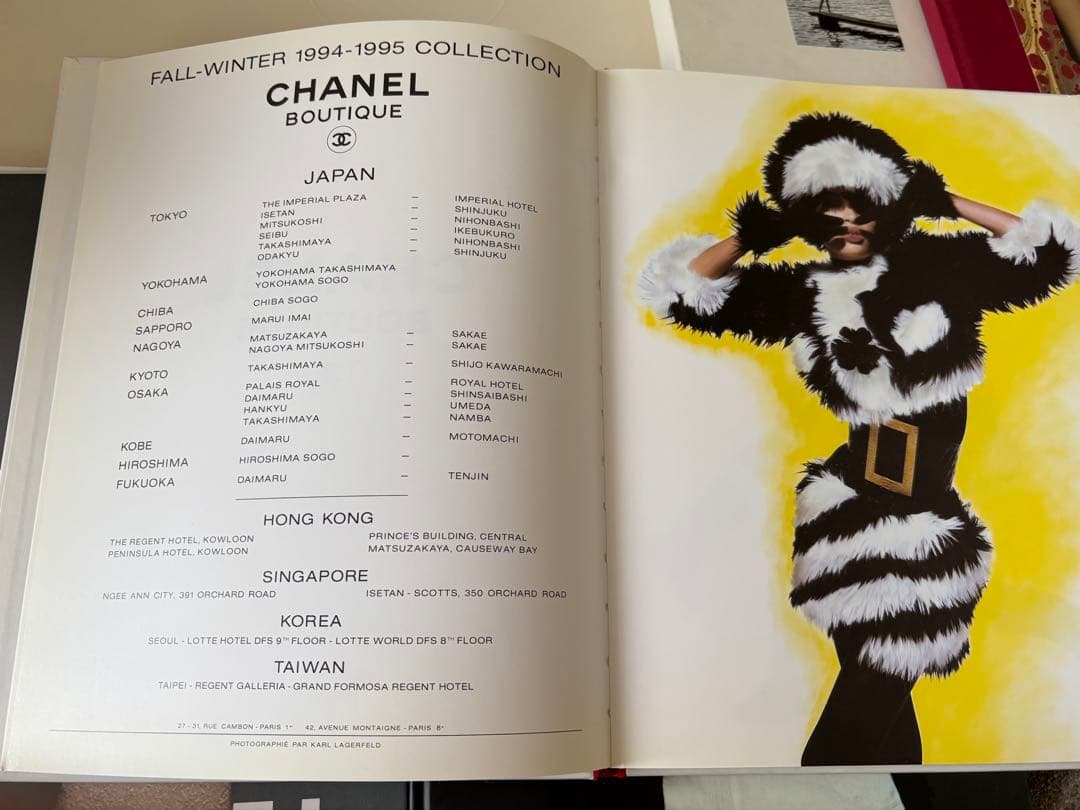 FALL-WINTER 1994-1995 COLLECTION
CHANEL
BOUTIQUE
JAPAN
TOKYO THE IMPERIAL PLAZA – IMPERIAL HOTEL
ISETAN – SHINJUKU
MITSUKOSHI – NIHONBASHI
SEIBU – IKEBUKURO
TAKASHIMAYA – NIHONBASHI
ODAKYU – SHINJUKU
YOKOHAMA YOKOHAMA TAKASHIMAYA
YOKOHAMA SOGO
CHIBA CHIBA SOGO
SAPPORO MARUI IMAI
NAGOYA MATSUZAKAYA – SAKAE
NAGOYA MITSUKOSHI – SAKAE
KYOTO TAKASHIMAYA – SHIJO KAWARAMACHI
OSAKA PALAIS ROYAL – ROYAL HOTEL
DAIMARU – SHINSAIBASHI
HANKYU – UMEDA
TAKASHIMAYA – NAMBA
KOBE DAIMARU – MOTOMACHI
HIROSHIMA HIROSHIMA SOGO –
FUKUOKA DAIMARU – TENJIN
HONG KONG
THE REGENT HOTEL, KOWLOON PRINCE'S BUILDING, CENTRAL
PENINSULA HOTEL, KOWLOON MATSUZAKAYA, CAUSEWAY BAY
SINGAPORE
NGEE ANN CITY, 391 ORCHARD ROAD ISETAN - SCOTTS, 350 ORCHARD ROAD
KOREA
SEOUL - LOTTE HOTEL DFS 9TH FLOOR - LOTTE WORLD DFS 8TH FLOOR
TAIWAN
TAIPEI - REGENT GALLERIA - GRAND FORMOSA REGENT HOTEL
27 - 31, RUE CAMBON - PARIS 1er 42, AVENUE MONTAIGNE - PARIS 8e
PHOTOGRAPHIÉ PAR KARL LAGERFELD